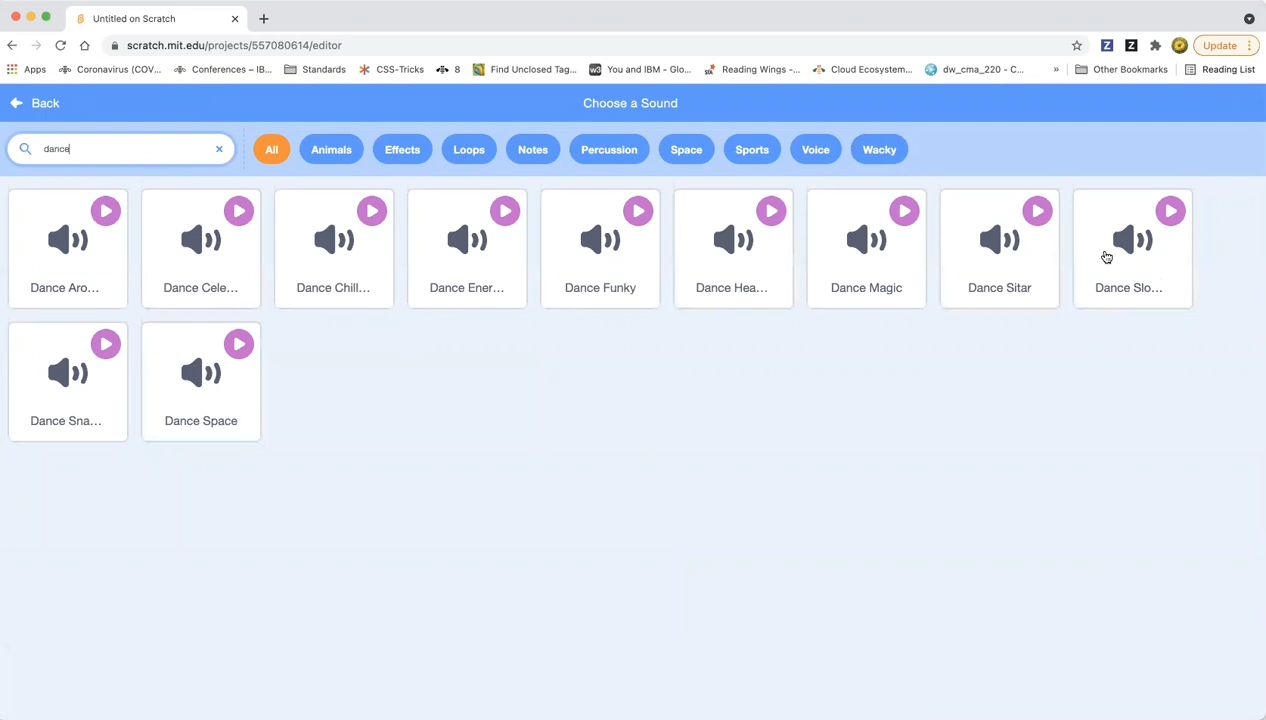 Untitled on Scratch
scratch.mit.edu/projects/557080614/editor
Z
Z
Update
Apps
Coronavirus (COV...
Conferences – IB...
Standards
CSS-Tricks
8
Find Unclosed Tag...
w3
You and IBM - Glo...
Reading Wings -...
Cloud Ecosystem...
dw_cma_220 - C...
»
Other Bookmarks
Reading List
Back
Choose a Sound
dance
All
Animals
Effects
Loops
Notes
Percussion
Space
Sports
Voice
Wacky
Dance Aro...
Dance Cele...
Dance Chill...
Dance Ener...
Dance Funky
Dance Hea...
Dance Magic
Dance Sitar
Dance Slo...
Dance Sna...
Dance Space